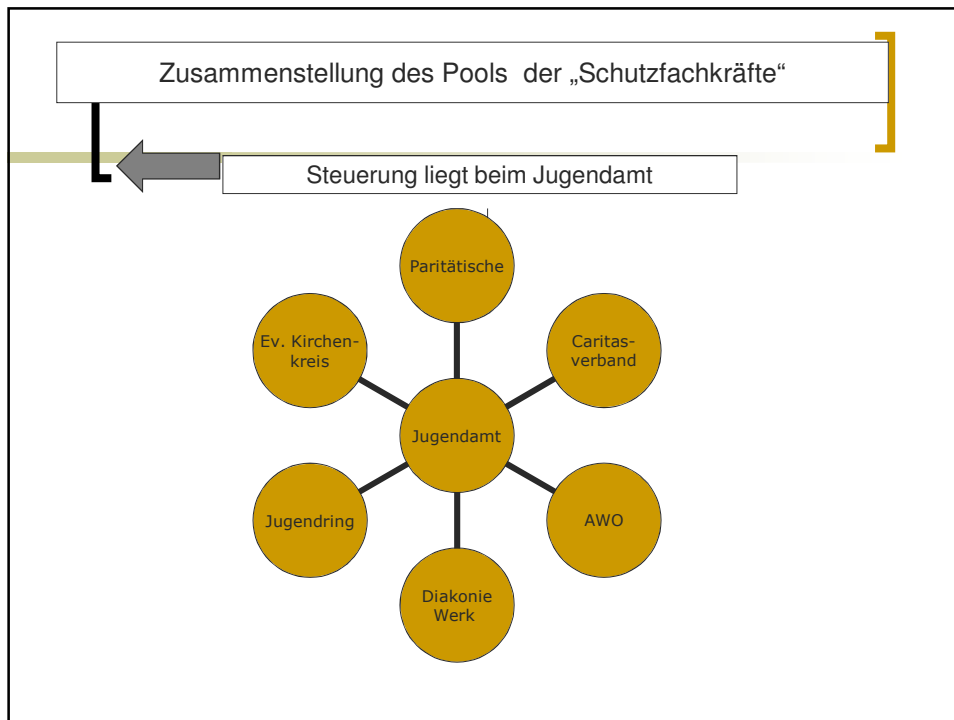 Zusammenstellung des Pools der „Schutzfachkräfte“
Steuerung liegt beim Jugendamt
Paritätische
Ev. Kirchen-
kreis
Caritas-
verband
Jugendamt
Jugendring
AWO
Diakonie
Werk